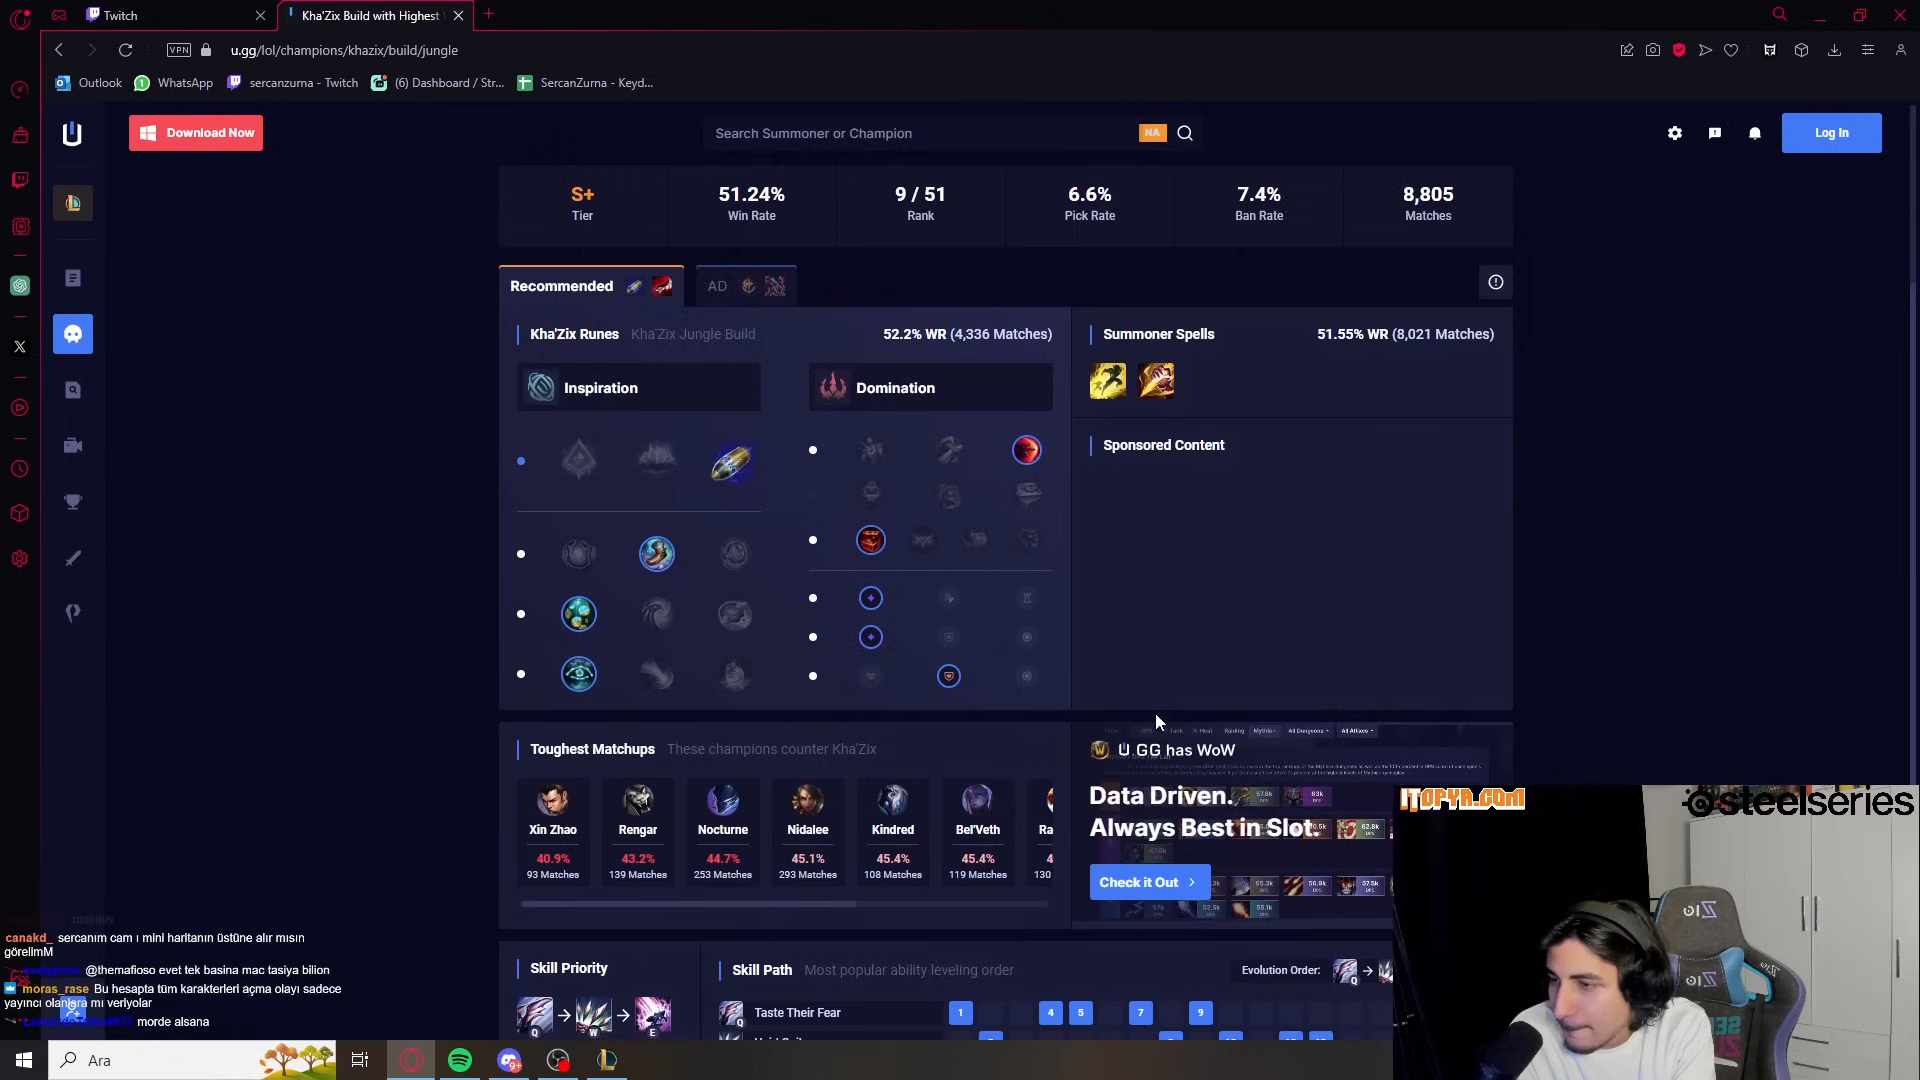 Twitch
Kha'Zix Build with Highest
VPN
u.gg/lol/champions/khazix/build/jungle
Outlook
WhatsApp
sercanzurna - Twitch
(6) Dashboard / Str...
SercanZurna - Keyd...
Download Now
Search Summoner or Champion
NA
Log In
S+
Tier
51.24%
Win Rate
9 / 51
Rank
6.6%
Pick Rate
7.4%
Ban Rate
8,805
Matches
Recommended
AD
Kha'Zix Runes Kha'Zix Jungle Build
52.2% WR (4,336 Matches)
Summoner Spells
51.55% WR (8,021 Matches)
Inspiration
Domination
Sponsored Content
Toughest Matchups These champions counter Kha'Zix
Xin Zhao
40.9%
93 Matches
Rengar
43.2%
139 Matches
Nocturne
44.7%
253 Matches
Nidalee
45.1%
293 Matches
Kindred
45.4%
108 Matches
Bel'Veth
45.4%
119 Matches
Ra
4
130
U GG has WoW
Data Driven.
Always Best in Slot.
Check it Out
Skill Priority
Q
W
E
Skill Path Most popular ability leveling order
Evolution Order:
Q
Taste Their Fear
1
4
5
7
9
canakd_ sercanım cam ı mini haritanın üstüne alır mısın
görelimM
@themafioso evet tek basina mac tasiya bilion
moras_rase Bu hesapta tüm karakterleri açma olayı sadece
yayıncı olanlara mı veriyolar
morde alsana
ITOPYA.COM
steelseries
Ara
9+